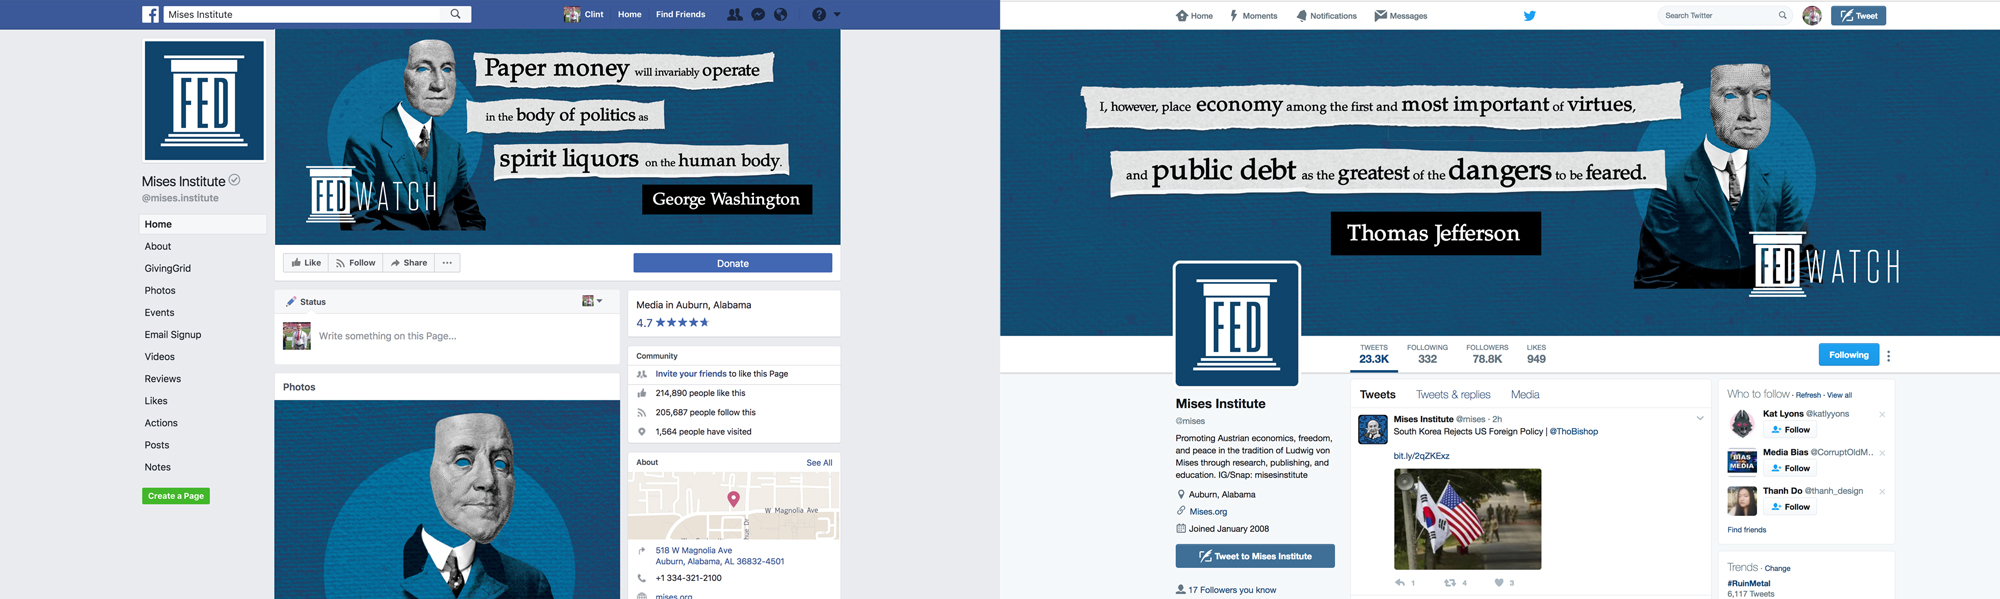 Mises Institute
Clint
Home
Find Friends
FED
Mises Institute
@mises.institute
Home
About
GivingGrid
Photos
Events
Email Signup
Videos
Reviews
Likes
Actions
Posts
Notes
Create a Page
Paper money will invariably operate
in the body of politics as
spirit liquors on the human body.
George Washington
FED WATCH
Like
Follow
Share
Donate
Status
Write something on this Page...
Photos
Media in Auburn, Alabama
4.7
Community
Invite your friends to like this Page
214,890 people like this
205,687 people follow this
1,564 people have visited
About
See All
W Magnolia Ave
518 W Magnolia Ave
Auburn, Alabama, AL 36832-4501
+1 334-321-2100
mises.org
Home
Moments
Notifications
Messages
Search Twitter
Tweet
I, however, place economy among the first and most important of virtues,
and public debt as the greatest of the dangers to be feared.
Thomas Jefferson
FED WATCH
FED
TWEETS
23.3K
FOLLOWING
332
FOLLOWERS
78.8K
LIKES
949
Following
Mises Institute
@mises
Promoting Austrian economics, freedom,
and peace in the tradition of Ludwig von
Mises through research, publishing, and
education. IG/Snap: misesinstitute
Auburn, Alabama
Mises.org
Joined January 2008
Tweet to Mises Institute
17 Followers you know
Tweets
Tweets & replies
Media
Mises Institute @mises · 2h
South Korea Rejects US Foreign Policy | @ThoBishop
bit.ly/2qZKExz
1
4
3
Who to follow · Refresh · View all
Kat Lyons @katlyyons
Follow
BIAS
MEDIA
Media Bias @CorruptOldM...
Follow
Thanh Do @thanh_design
Follow
Find friends
Trends · Change
#RuinMetal
6,117 Tweets